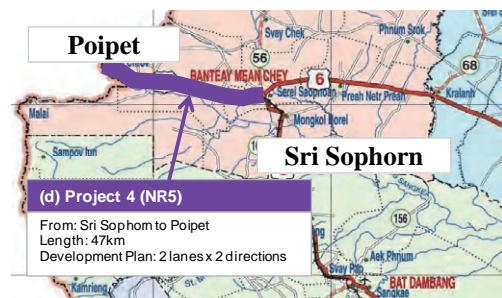 Poipet
Svay Chek
Phnum Srok
56
68
BANTEAY MEAN CHEY
6
Serei Saophoan
Preah Netr Preah
Kralanh
Malai
Mongkol Borei
Sampov lun
Sri Sophorn
(d) Project 4 (NR5)
From: Sri Sophorn to Poipet
Length: 47km
Development Plan: 2 lanes x 2 directions
156
Aek Phnum
Svay Pao
BAT DAMBANG
Sangkae
Kamrieng